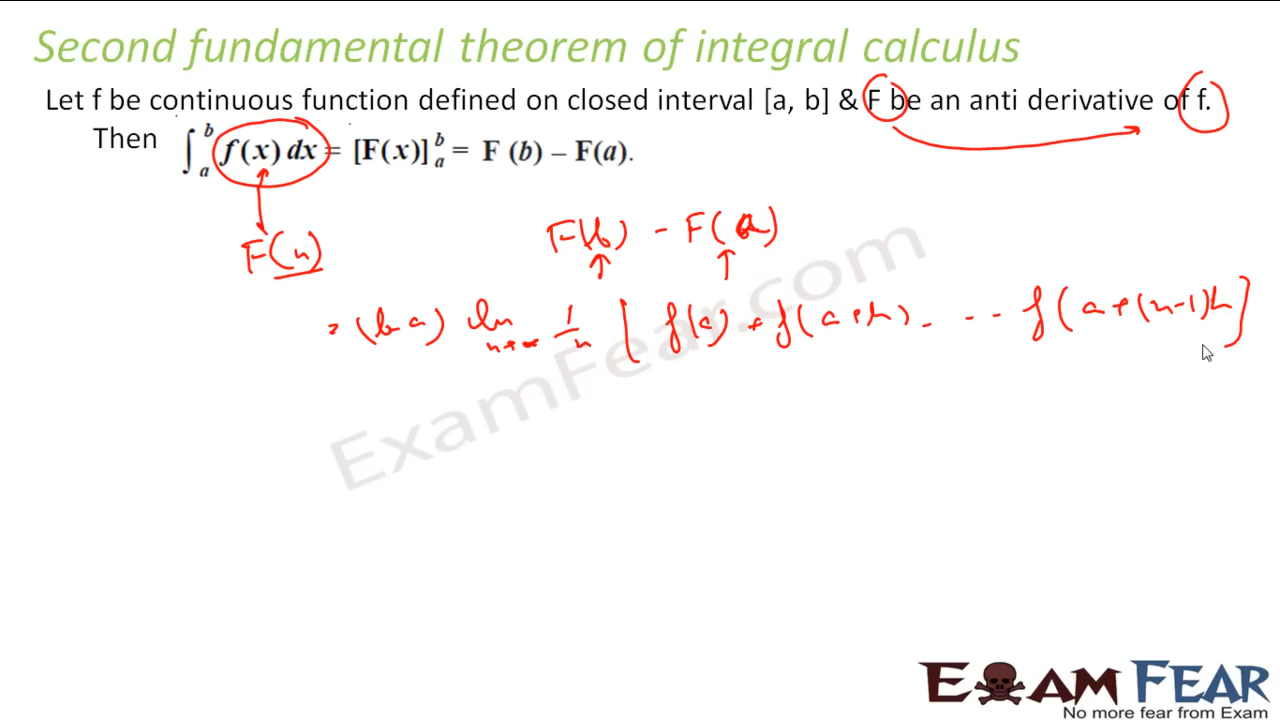 Second fundamental theorem of integral calculus
Let f be continuous function defined on closed interval [a, b] & F be an anti derivative of f.
Then ∫ₐᵇ f(x) dx = [F(x)]ₐᵇ = F (b) – F(a).
F(x)
F(b) - F(a)
= (b-a) lim n→∞ 1/n [ f(a) + f(a+h) - - - - f(a+(n-1)h ]
ExamFear.com
EXAM FEAR
No more fear from Exam